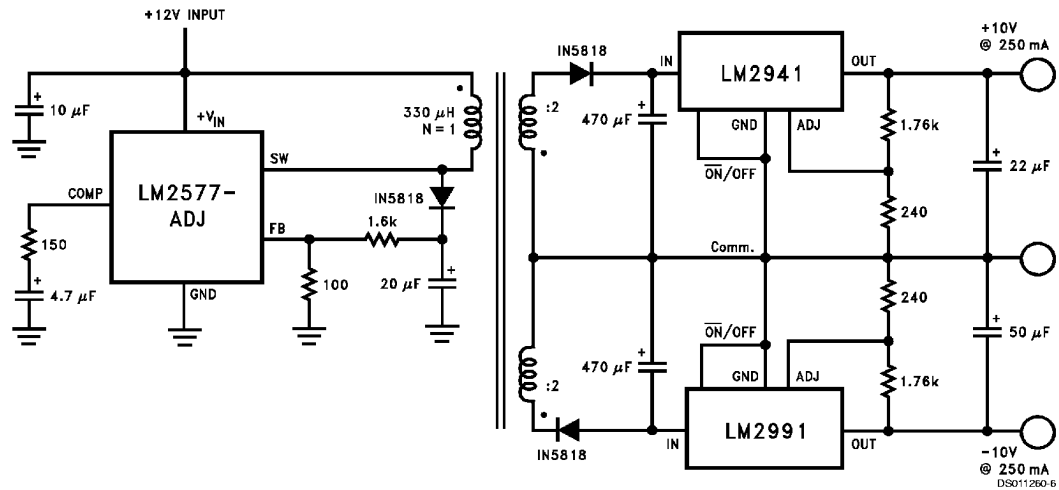 +12V INPUT
+
10 µF
+VIN
LM2577-
ADJ
COMP
SW
FB
GND
150
+
4.7 µF
100
1.6k
IN5818
20 µF
+
330 µH
N = 1
:2
:2
IN5818
IN5818
470 µF
+
470 µF
+
IN
LM2941
OUT
GND
ADJ
ON/OFF
1.76k
240
22 µF
+
+10V
@ 250 mA
Comm.
240
1.76k
50 µF
+
ON/OFF
GND
ADJ
IN
LM2991
OUT
-10V
@ 250 mA
DS011260-6